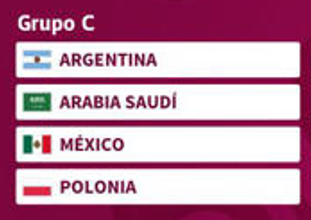 Grupo C
ARGENTINA
ARABIA SAUDÍ
MÉXICO
POLONIA